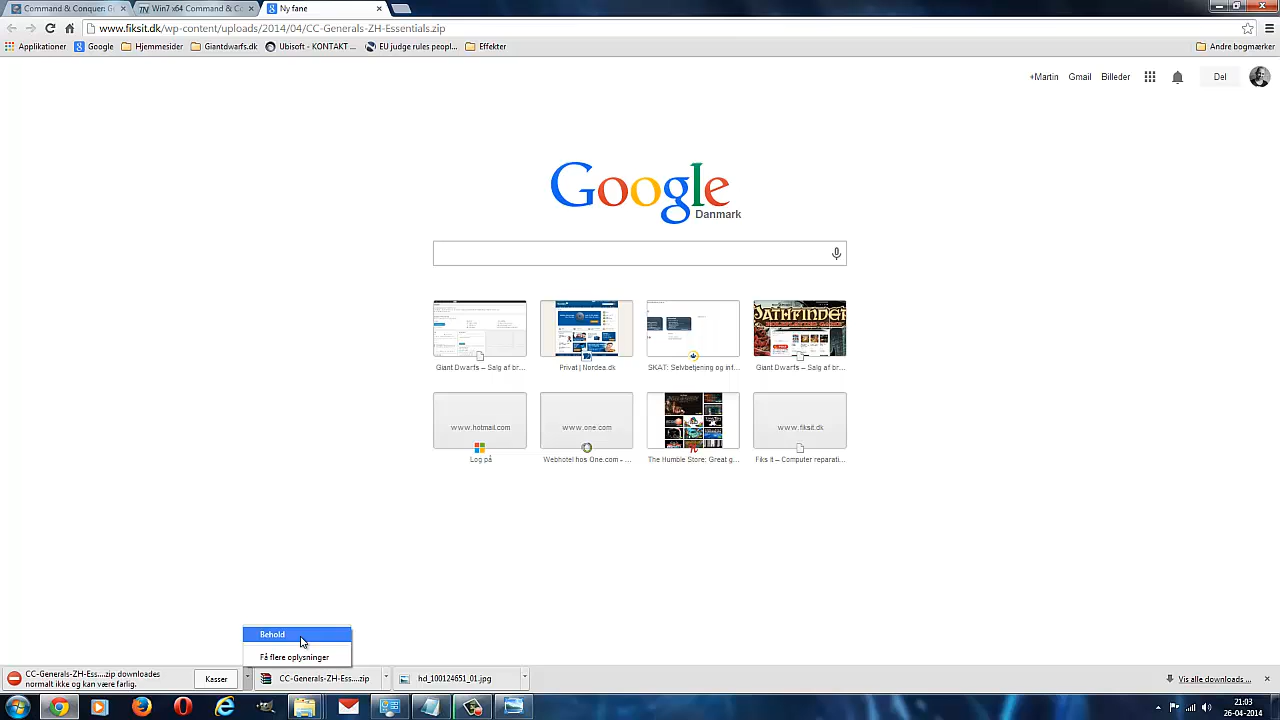 Command & Conquer: G
Win7 x64 Command & C
Ny fane
www.fiksit.dk/wp-content/uploads/2014/04/CC-Generals-ZH-Essentials.zip
Applikationer
Google
Hjemmesider
Giantdwarfs.dk
Ubisoft - KONTAKT ...
EU judge rules peopl...
Effekter
Andre bogmærker
+Martin
Gmail
Billeder
Del
Google
Danmark
PATHFINDER
Giant Dwarfs – Salg af br...
Privat | Nordea.dk
SKAT: Selvbetjening og inf...
Giant Dwarfs – Salg af br...
www.hotmail.com
www.one.com
www.fiksit.dk
Log på
Webhotel hos One.com - ...
The Humble Store: Great g...
Fiks It – Computer reparati...
Behold
Få flere oplysninger
CC-Generals-ZH-Ess....zip downloades
normalt ikke og kan være farlig.
Kasser
CC-Generals-ZH-Ess....zip
hd_100124651_01.jpg
Vis alle downloads...
21:03
26-04-2014